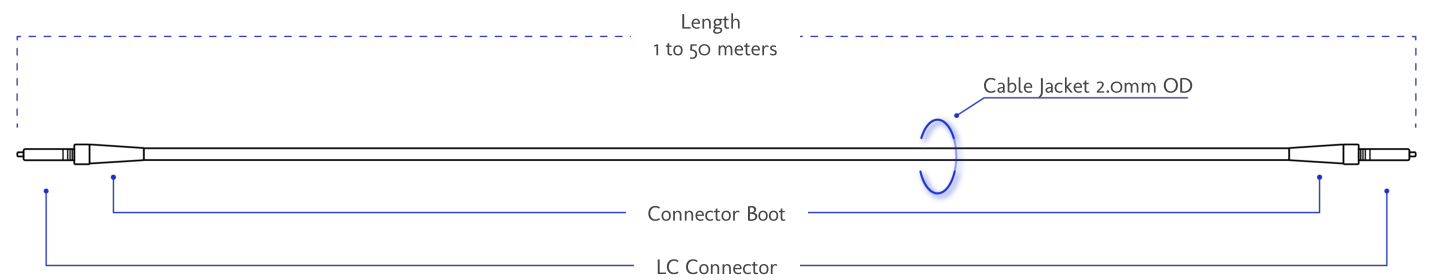 Length
1 to 50 meters
Cable Jacket 2.0mm OD
Connector Boot
LC Connector